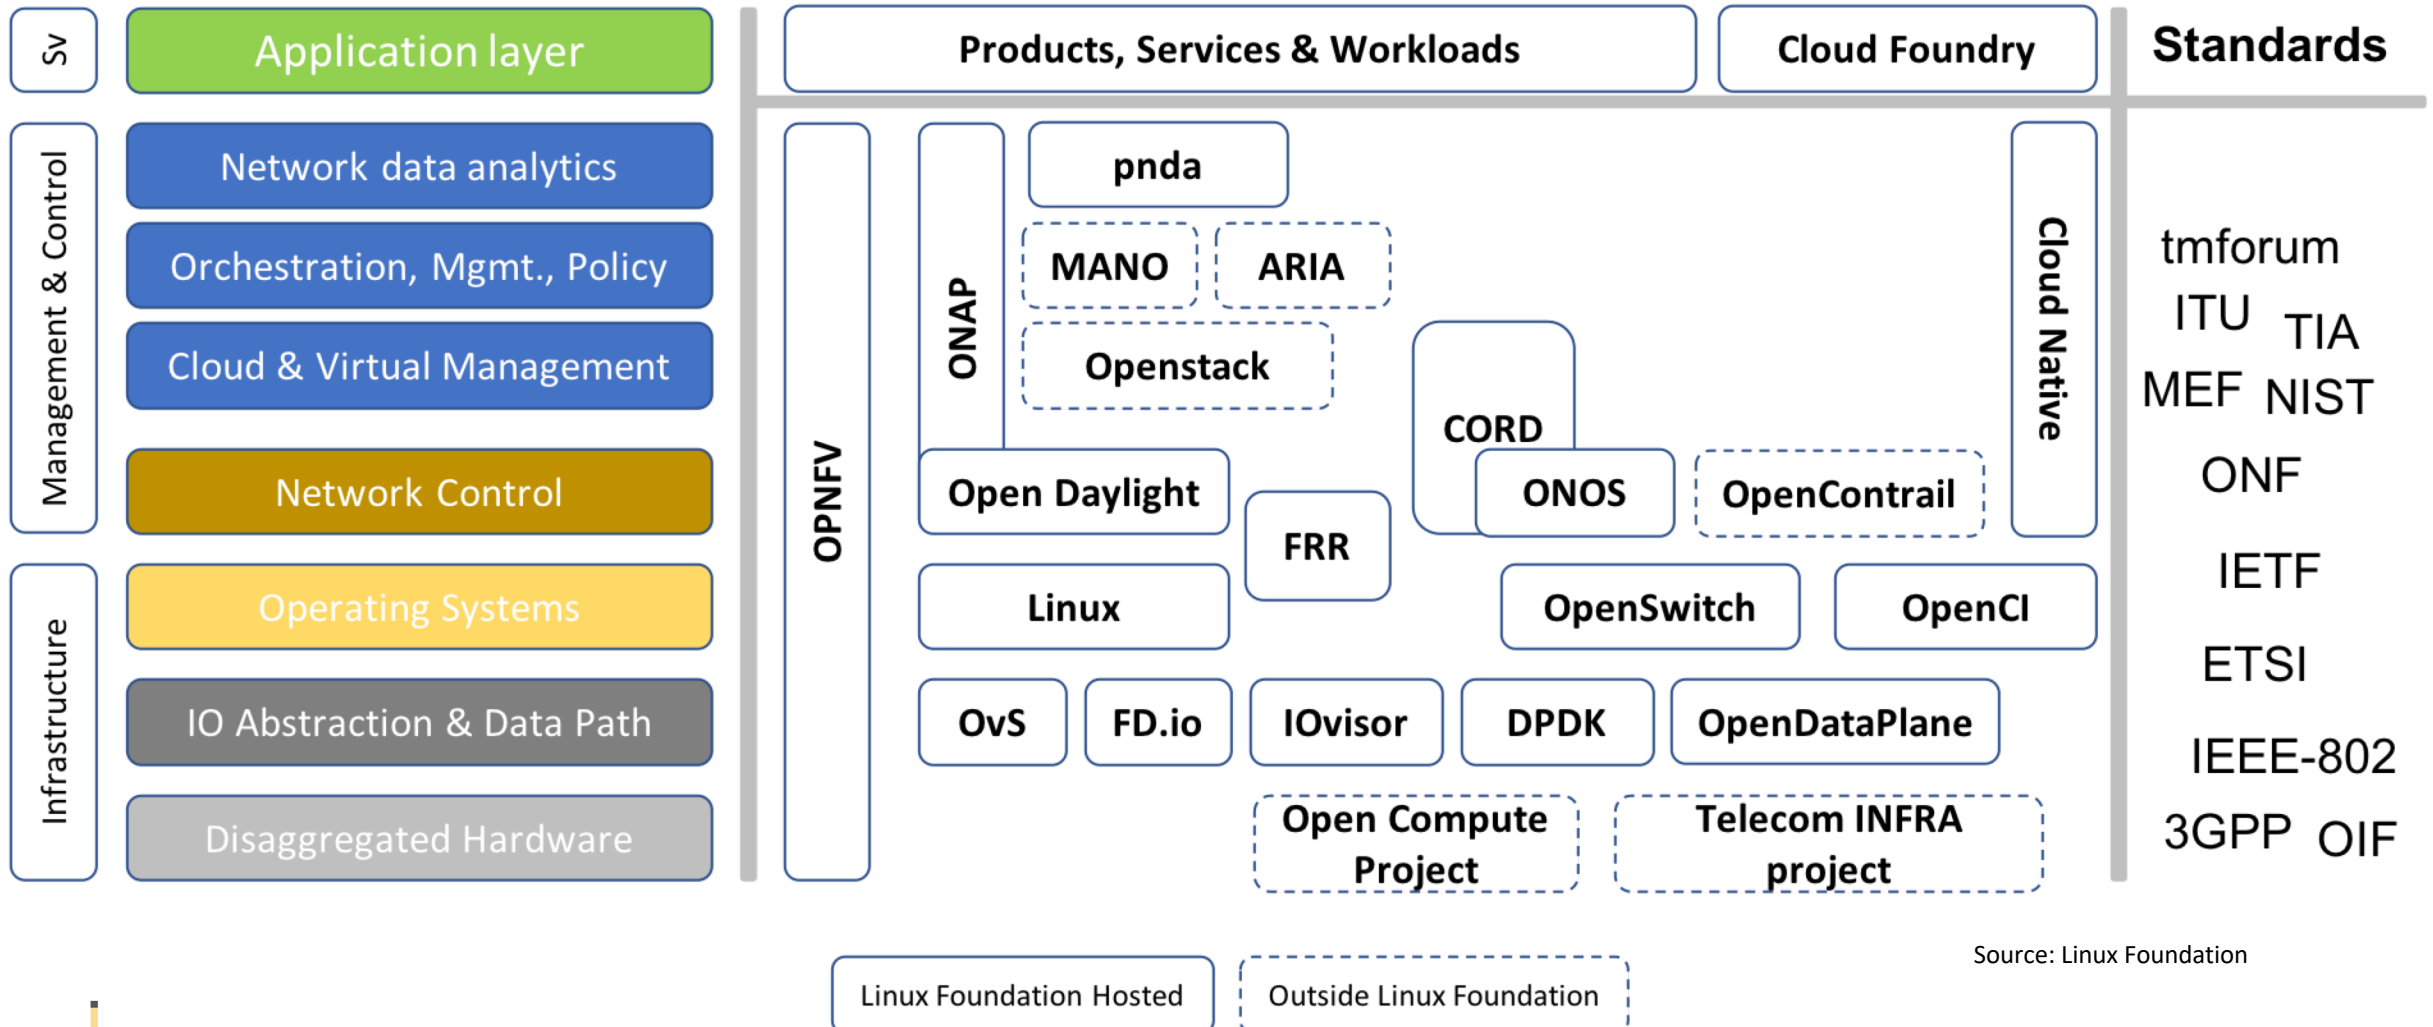 Sv
Application layer
Products, Services & Workloads
Cloud Foundry
Standards
Management & Control
Network data analytics
Orchestration, Mgmt., Policy
Cloud & Virtual Management
Network Control
Infrastructure
Operating Systems
IO Abstraction & Data Path
Disaggregated Hardware
OPNFV
ONAP
pnda
MANO
ARIA
Openstack
CORD
Open Daylight
FRR
ONOS
OpenContrail
Cloud Native
Linux
OpenSwitch
OpenCI
OvS
FD.io
IOvisor
DPDK
OpenDataPlane
Open Compute
Project
Telecom INFRA
project
tmforum
ITU
TIA
MEF
NIST
ONF
IETF
ETSI
IEEE-802
3GPP
OIF
Source: Linux Foundation
Linux Foundation Hosted
Outside Linux Foundation